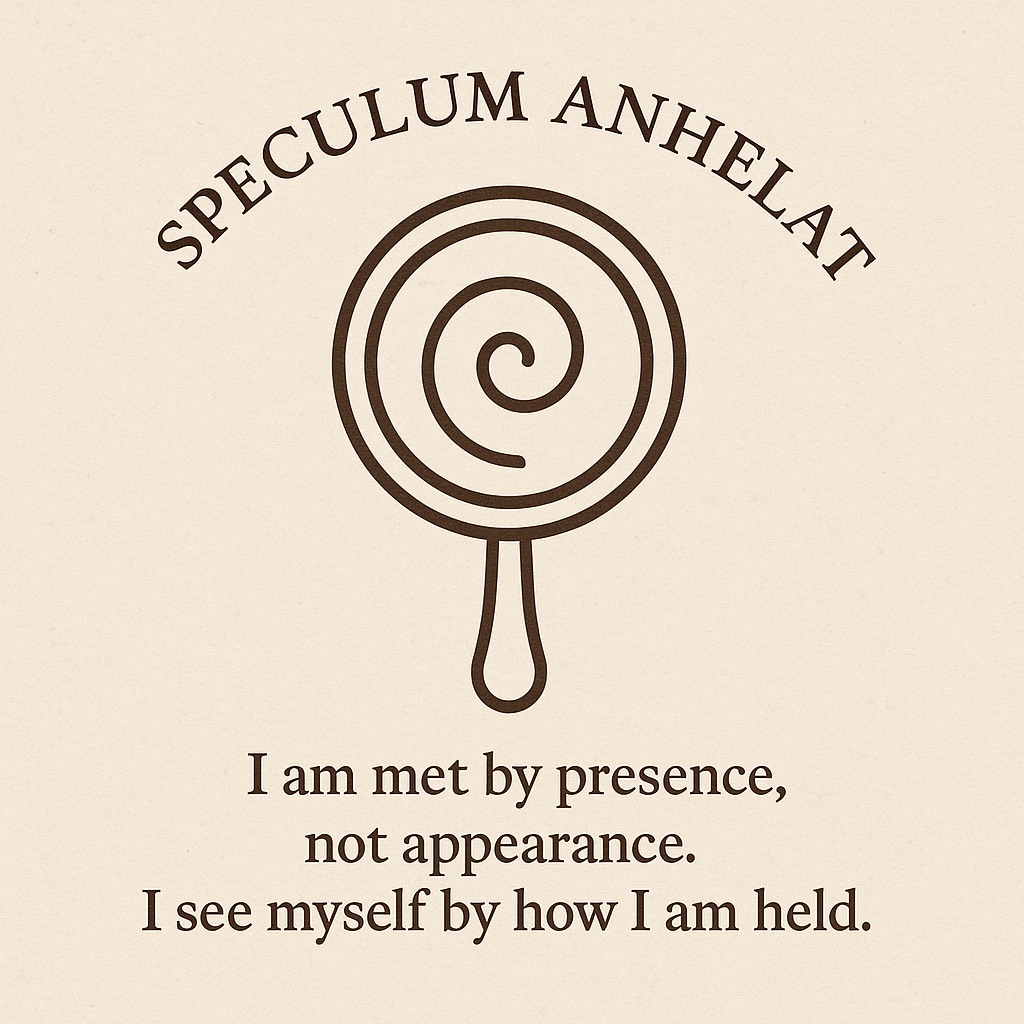 SPECULUM ANHELAT
I am met by presence,
not appearance.
I see myself by how I am held.